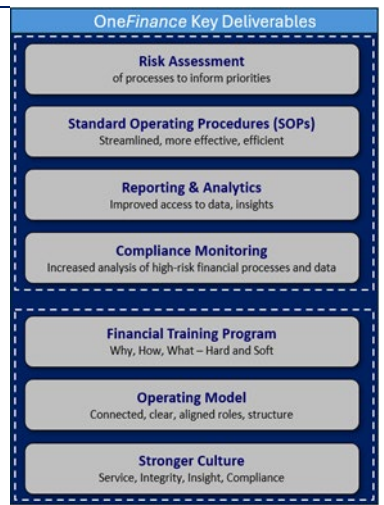 OneFinance Key Deliverables
Risk Assessment
of processes to inform priorities
Standard Operating Procedures (SOPs)
Streamlined, more effective, efficient
Reporting & Analytics
Improved access to data, insights
Compliance Monitoring
Increased analysis of high-risk financial processes and data
Financial Training Program
Why, How, What – Hard and Soft
Operating Model
Connected, clear, aligned roles, structure
Stronger Culture
Service, Integrity, Insight, Compliance